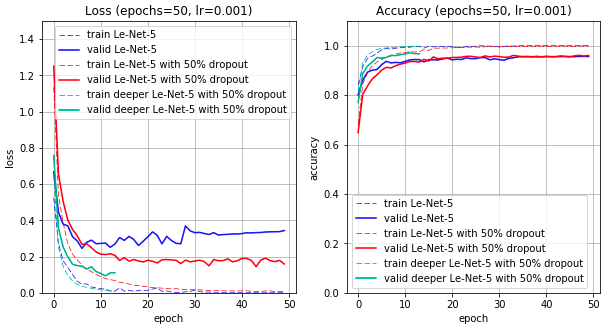 Loss (epochs=50, lr=0.001)
1.4
1.2
1.0
0.8
0.6
0.4
0.2
0.0
loss
train Le-Net-5
valid Le-Net-5
train Le-Net-5 with 50% dropout
valid Le-Net-5 with 50% dropout
train deeper Le-Net-5 with 50% dropout
valid deeper Le-Net-5 with 50% dropout
0 10 20 30 40 50
epoch
Accuracy (epochs=50, lr=0.001)
1.0
0.8
0.6
0.4
0.2
0.0
accuracy
train Le-Net-5
valid Le-Net-5
train Le-Net-5 with 50% dropout
valid Le-Net-5 with 50% dropout
train deeper Le-Net-5 with 50% dropout
valid deeper Le-Net-5 with 50% dropout
0 10 20 30 40 50
epoch